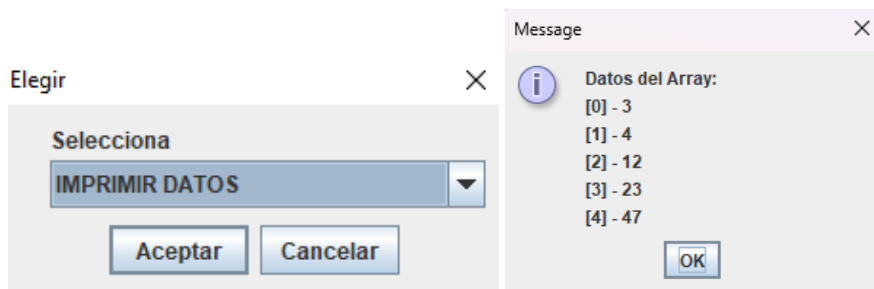 Elegir
Selecciona
IMPRIMIR DATOS
Aceptar
Cancelar
Message
Datos del Array:
[0] - 3
[1] - 4
[2] - 12
[3] - 23
[4] - 47
OK